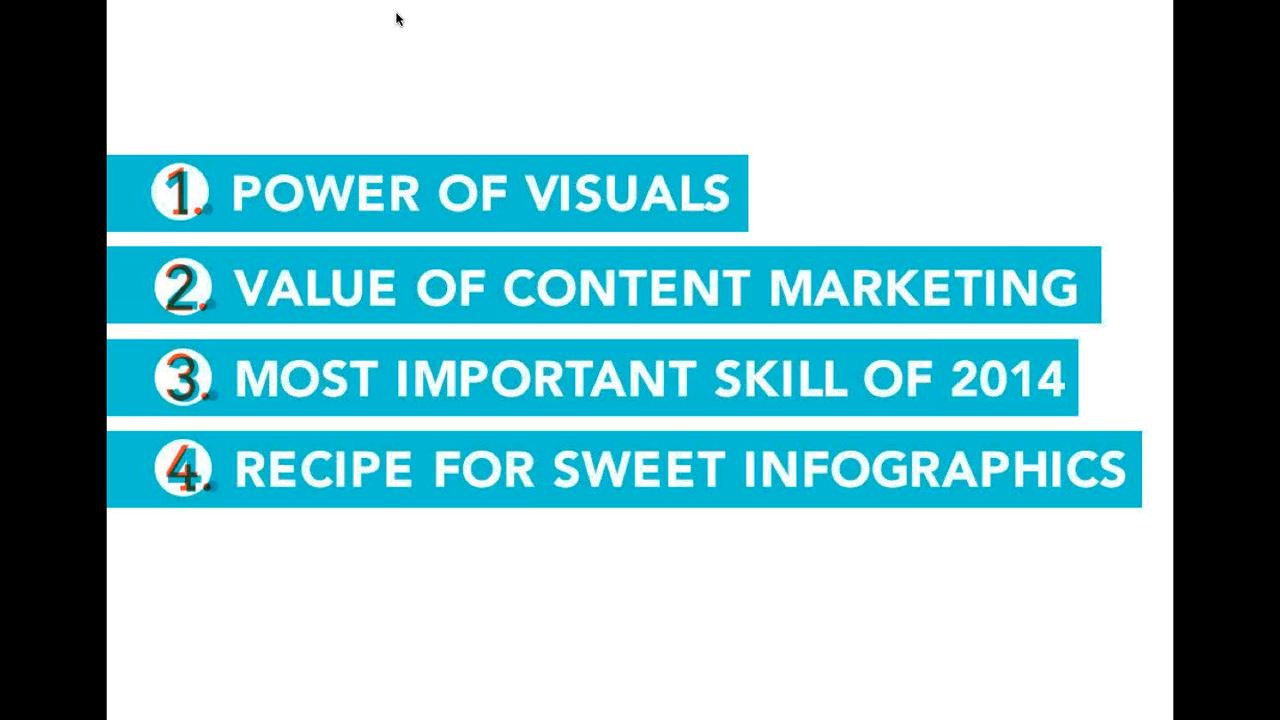 1. POWER OF VISUALS
2. VALUE OF CONTENT MARKETING
3. MOST IMPORTANT SKILL OF 2014
4. RECIPE FOR SWEET INFOGRAPHICS